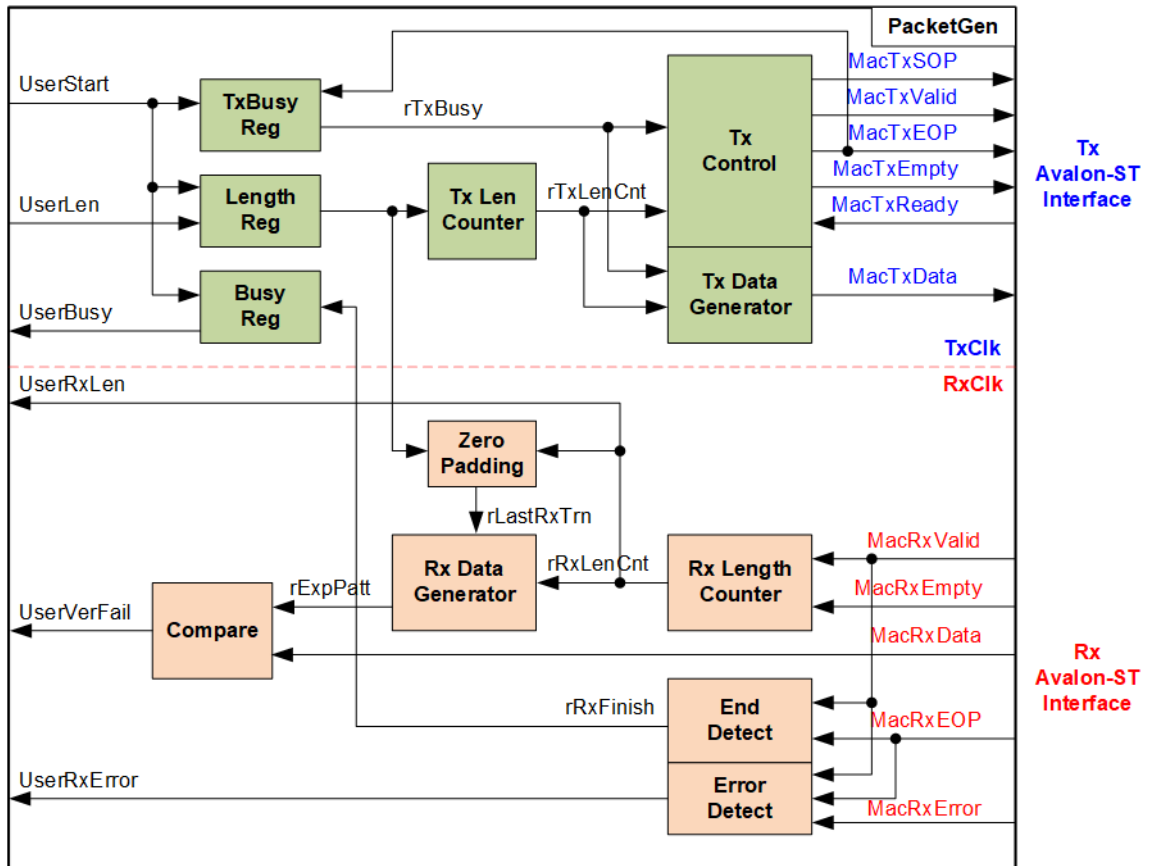 PacketGen
UserStart
TxBusy
Reg
rTxBusy
MacTxSOP
MacTxValid
MacTxEOP
MacTxEmpty
MacTxReady
Tx
Control
Tx
Avalon-ST
Interface
UserLen
Length
Reg
Tx Len
Counter
rTxLenCnt
UserBusy
Busy
Reg
Tx Data
Generator
MacTxData
TxClk
RxClk
UserRxLen
Zero
Padding
rLastRxTrn
Rx Data
Generator
rRxLenCnt
Rx Length
Counter
MacRxValid
MacRxEmpty
MacRxData
rExpPatt
UserVerFail
Compare
Rx
Avalon-ST
Interface
rRxFinish
End
Detect
MacRxEOP
UserRxError
Error
Detect
MacRxError